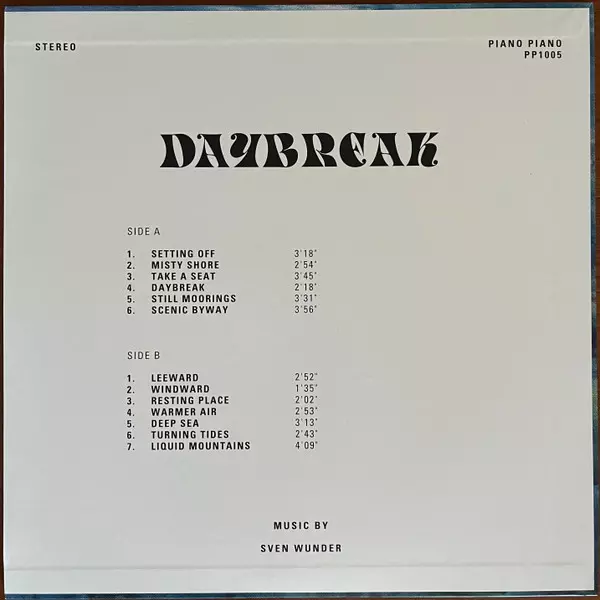 STEREO
PIANO PIANO
PP1005
DAYBREAK
SIDE A
1. SETTING OFF 3'18"
2. MISTY SHORE 2'54"
3. TAKE A SEAT 3'45"
4. DAYBREAK 2'18"
5. STILL MOORINGS 3'31"
6. SCENIC BYWAY 3'56"
SIDE B
1. LEEWARD 2'52"
2. WINDWARD 1'35"
3. RESTING PLACE 2'02"
4. WARMER AIR 2'53"
5. DEEP SEA 3'13"
6. TURNING TIDES 2'43"
7. LIQUID MOUNTAINS 4'09"
MUSIC BY
SVEN WUNDER